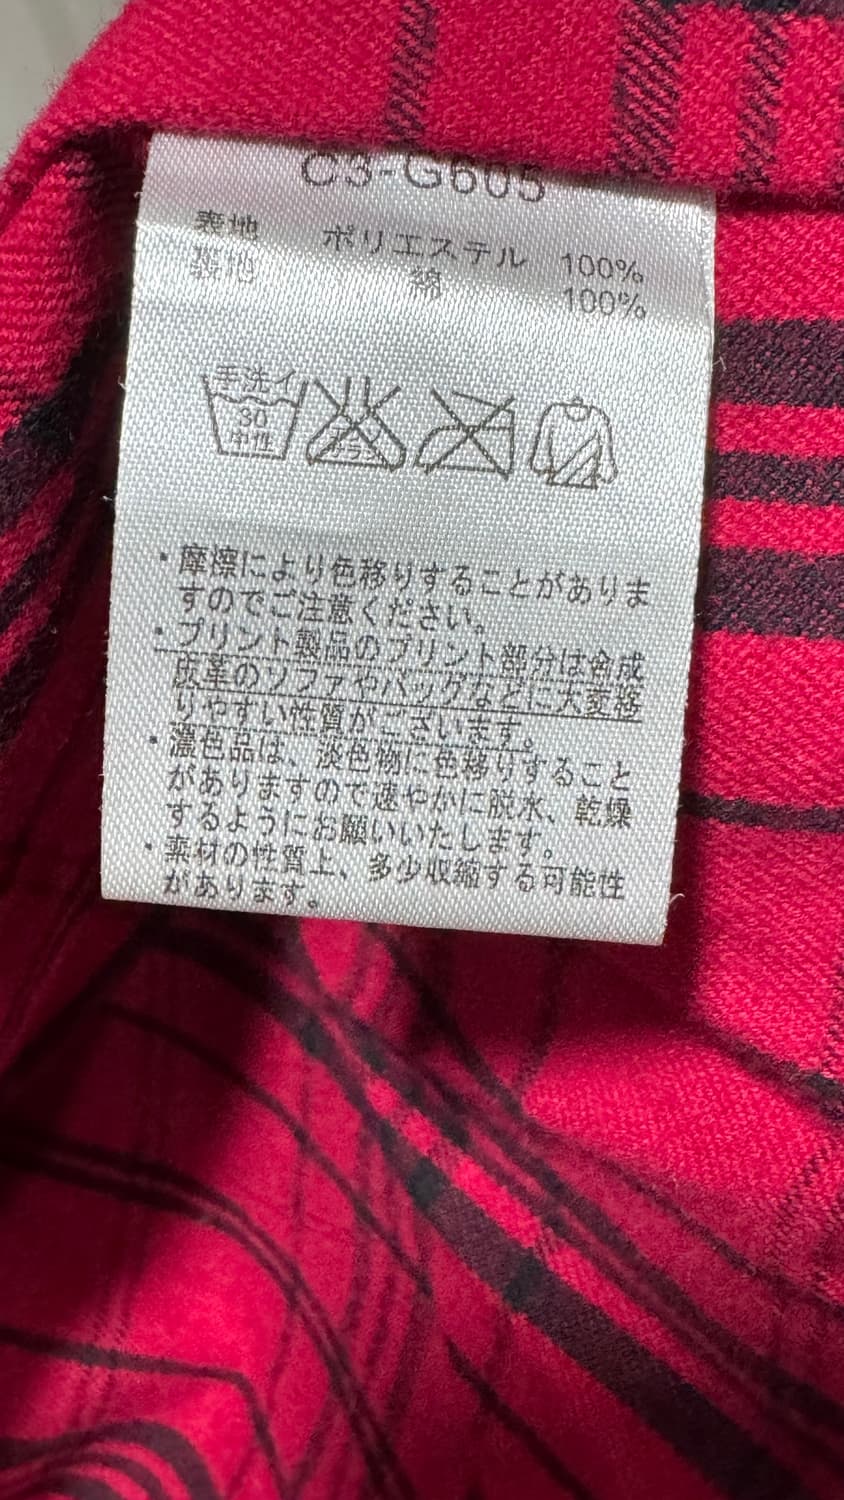 C3-G605
表地 ポリエステル 100%
裏地 綿 100%
手洗イ
30
中性
エンソ
サラシ
・摩擦により色移りすることがありま
すのでご注意ください。
・プリント製品のプリント部分は合成
皮革のソファやバッグなどに大変移
りやすい性質がございます。
・濃色品は、淡色物に色移りすること
がありますので速やかに脱水、乾燥
するようにお願いいたします。
・素材の性質上、多少収縮する可能性
があります。